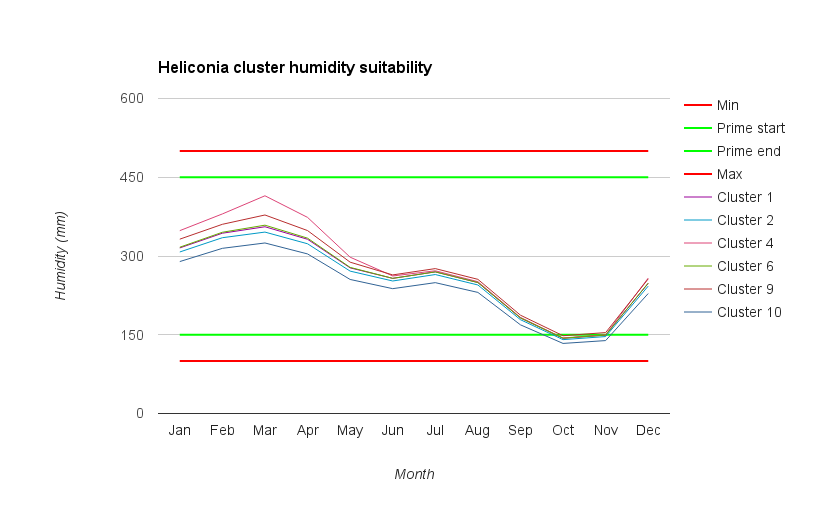 Heliconia cluster humidity suitability
600
450
300
150
0
Humidity (mm)
Jan Feb Mar Apr May Jun Jul Aug Sep Oct Nov Dec
Month
Min
Prime start
Prime end
Max
Cluster 1
Cluster 2
Cluster 4
Cluster 6
Cluster 9
Cluster 10